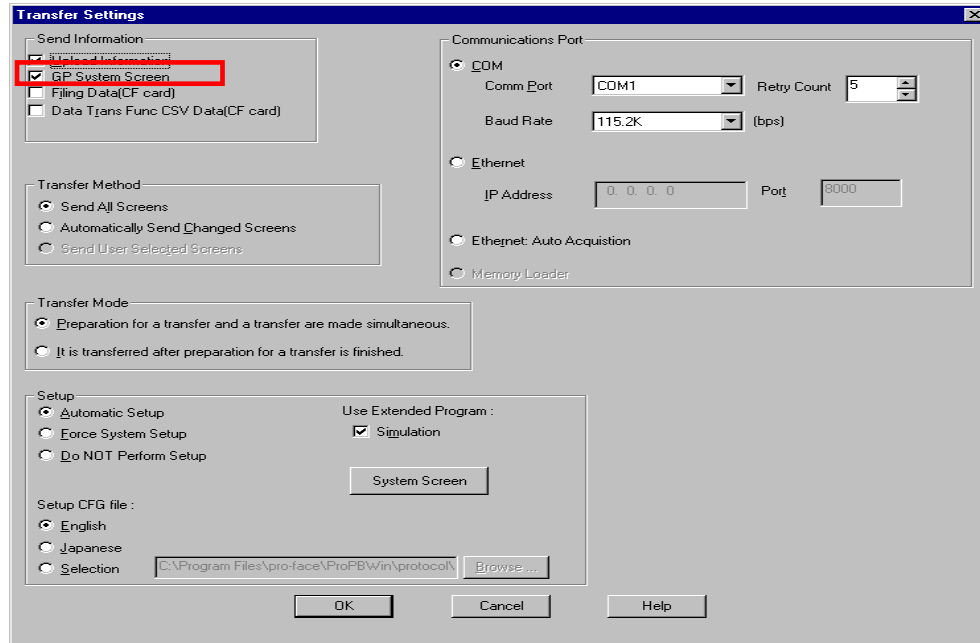 Transfer Settings
Send Information
Upload Information
GP System Screen
Filing Data(CF card)
Data Trans Func CSV Data(CF card)
Transfer Method
Send All Screens
Automatically Send Changed Screens
Send User Selected Screens
Transfer Mode
Preparation for a transfer and a transfer are made simultaneous.
It is transferred after preparation for a transfer is finished.
Communications Port
COM
Comm Port COM1 Retry Count 5
Baud Rate 115.2K (bps)
Ethernet
IP Address 0. 0. 0. 0 Port 8000
Ethernet: Auto Acquistion
Memory Loader
Setup
Automatic Setup
Force System Setup
Do NOT Perform Setup
Use Extended Program :
Simulation
System Screen
Setup CFG file :
English
Japanese
Selection C:\Program Files\pro-face\ProPBWin\protocol\ Browse ...
OK Cancel Help